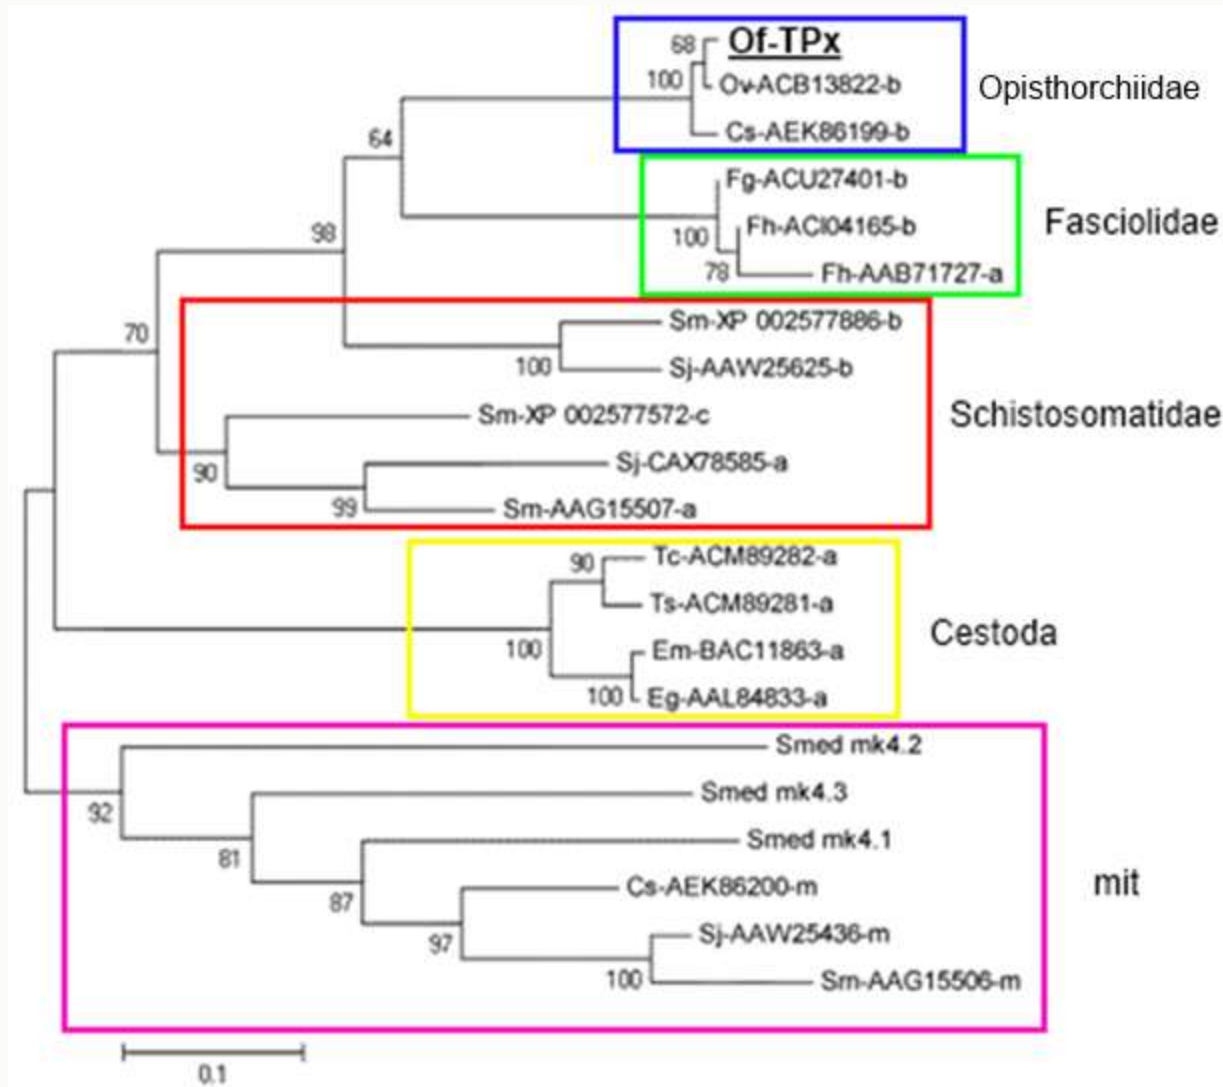 68
Of-TPx
100
Ov-ACB13822-b
Opisthorchiidae
Cs-AEK86199-b
64
Fg-ACU27401-b
Fh-ACI04165-b
Fasciolidae
100
78
Fh-AAB71727-a
98
Sm-XP 002577886-b
70
100
Sj-AAW25625-b
Sm-XP 002577572-c
Schistosomatidae
Sj-CAX78585-a
90
99
Sm-AAG15507-a
90
Tc-ACM89282-a
Ts-ACM89281-a
Cestoda
100
Em-BAC11863-a
100
Eg-AAL84833-a
Smed mk4.2
92
Smed mk4.3
81
Smed mk4.1
87
Cs-AEK86200-m
mit
97
Sj-AAW25436-m
100
Sm-AAG15506-m
0.1